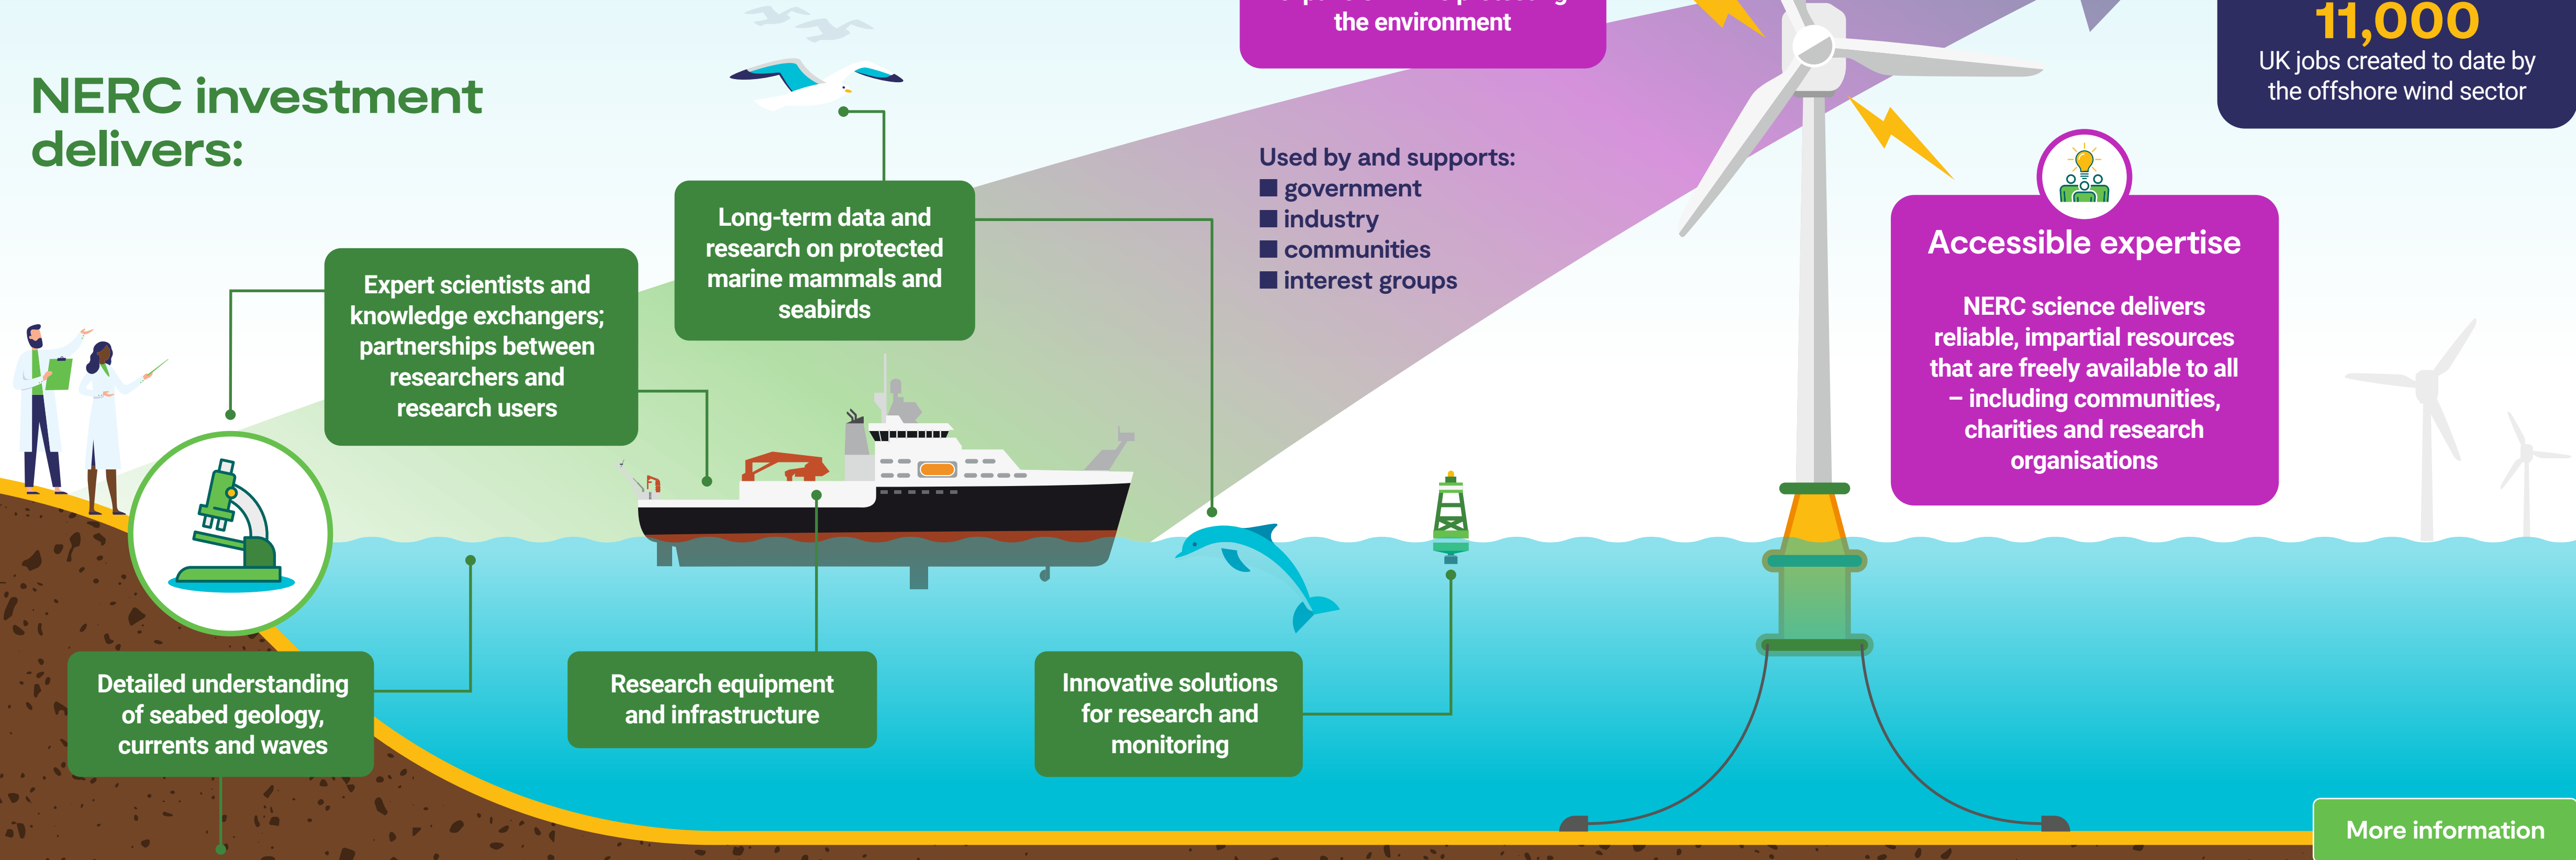 the environment
11,000
UK jobs created to date by
the offshore wind sector
NERC investment
delivers:
Long-term data and
research on protected
marine mammals and
seabirds
Expert scientists and
knowledge exchangers;
partnerships between
researchers and
research users
Used by and supports:
government
industry
communities
interest groups
Accessible expertise
NERC science delivers
reliable, impartial resources
that are freely available to all
– including communities,
charities and research
organisations
Detailed understanding
of seabed geology,
currents and waves
Research equipment
and infrastructure
Innovative solutions
for research and
monitoring
More information